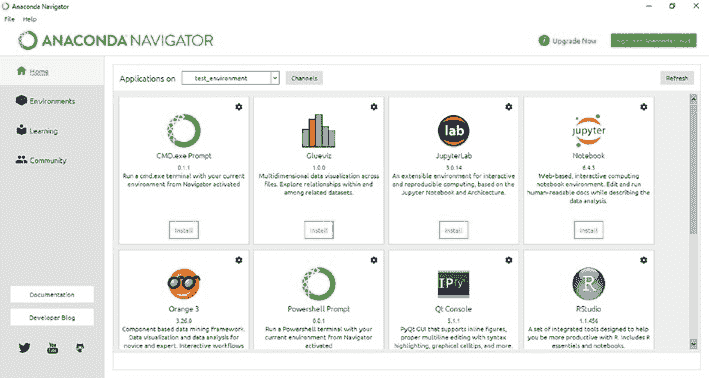 Anaconda Navigator
File Help
ANACONDA NAVIGATOR
Upgrade Now
Home
Applications on test_environment Channels Refresh
Environments
Learning
Community
CMD.exe Prompt
0.1.1
Run a cmd.exe terminal with your current
environment from Navigator activated
Install
Glueviz
1.0.0
Multidimensional data visualization across
files. Explore relationships within and
among related datasets.
Install
JupyterLab
3.0.14
An extensible environment for interactive
and reproducible computing, based on the
Jupyter Notebook and Architecture.
Install
Notebook
6.4.3
Web-based, interactive computing
notebook environment. Edit and run
human-readable docs while describing the
data analysis.
Install
Orange 3
3.26.0
Component based data mining framework.
Data visualization and data analysis for
novice and expert. Interactive workflows
Powershell Prompt
0.0.1
Run a Powershell terminal with your
current environment from Navigator
activated
Qt Console
PyQt GUI that supports inline figures,
proper multiline editing with syntax
highlighting, graphical calltips, and more.
RStudio
1.1.456
A set of integrated tools designed to help
you be more productive with R. Includes R
essentials and notebooks.
Documentation
Developer Blog